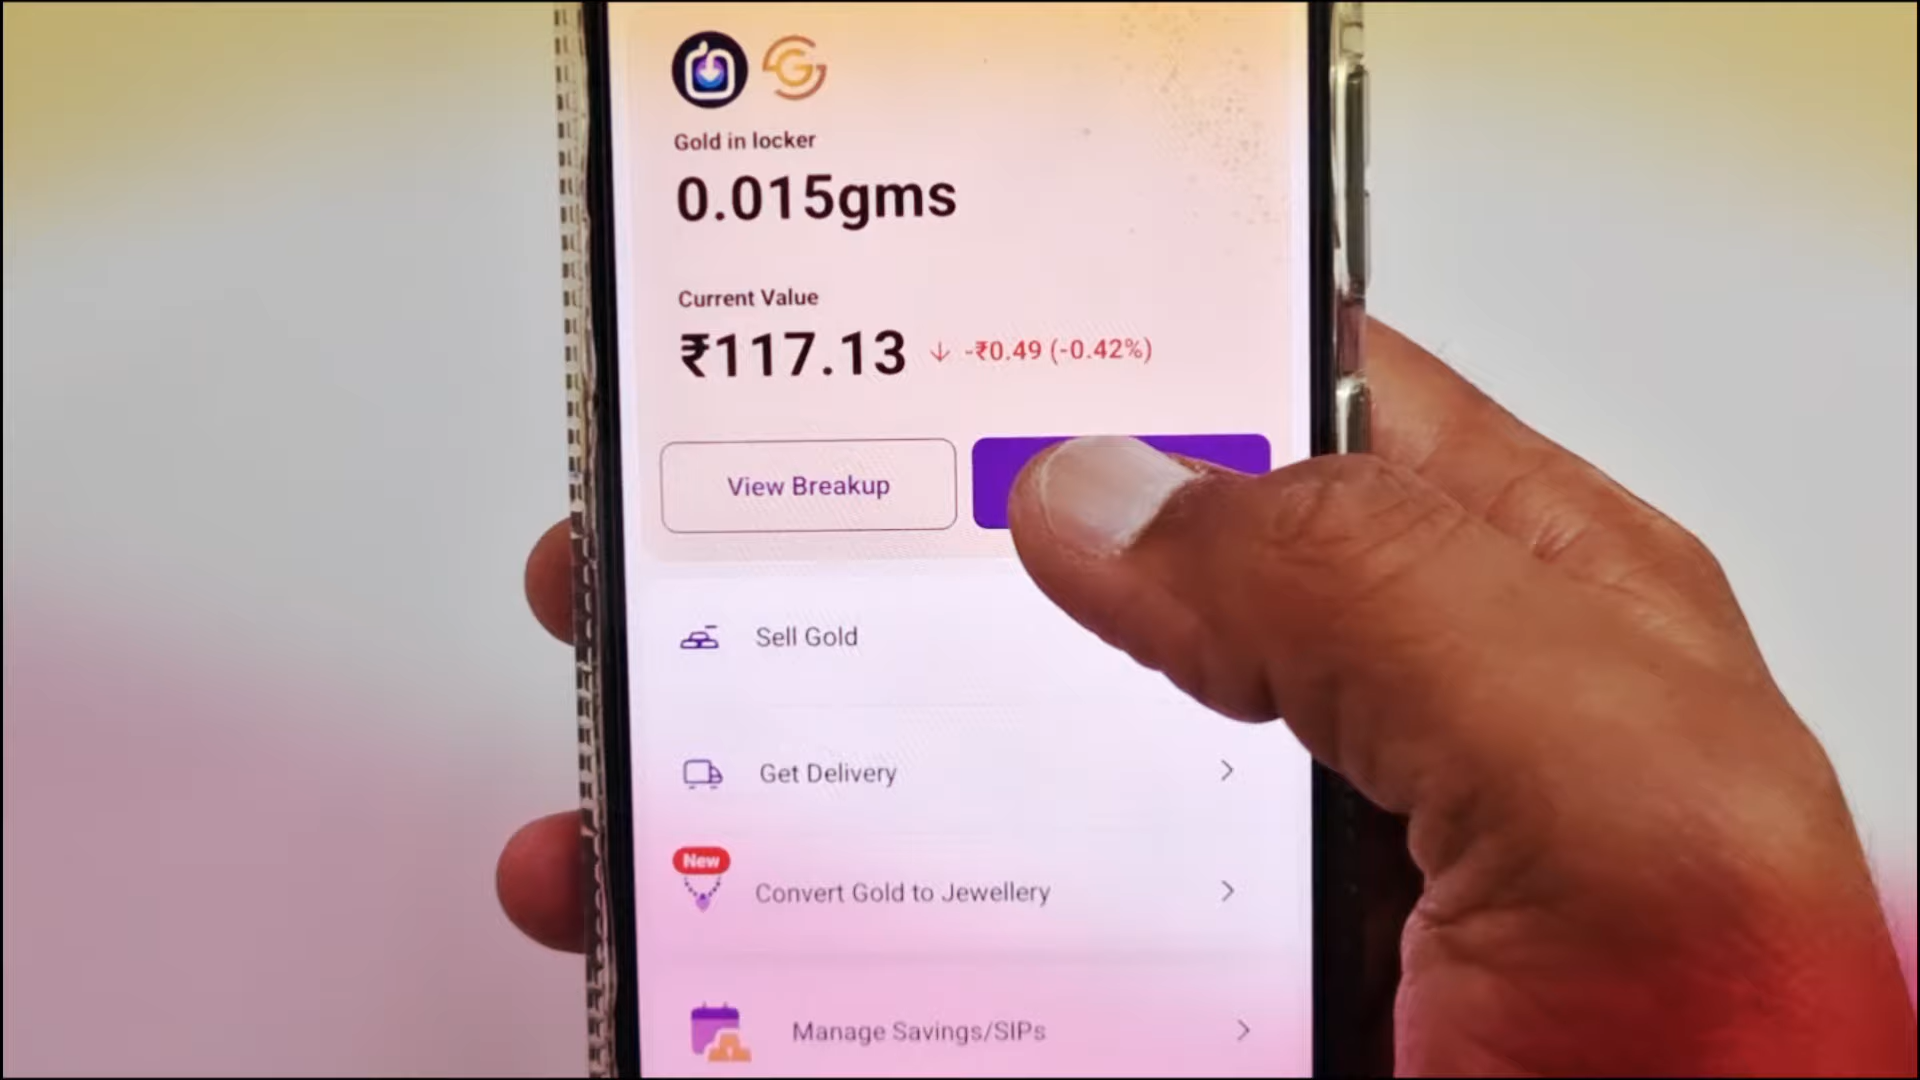 Gold in locker
0.015gms
Current Value
₹117.13 ↓ -₹0.49 (-0.42%)
View Breakup
Sell Gold
Get Delivery
New
Convert Gold to Jewellery
Manage Savings/SIPs